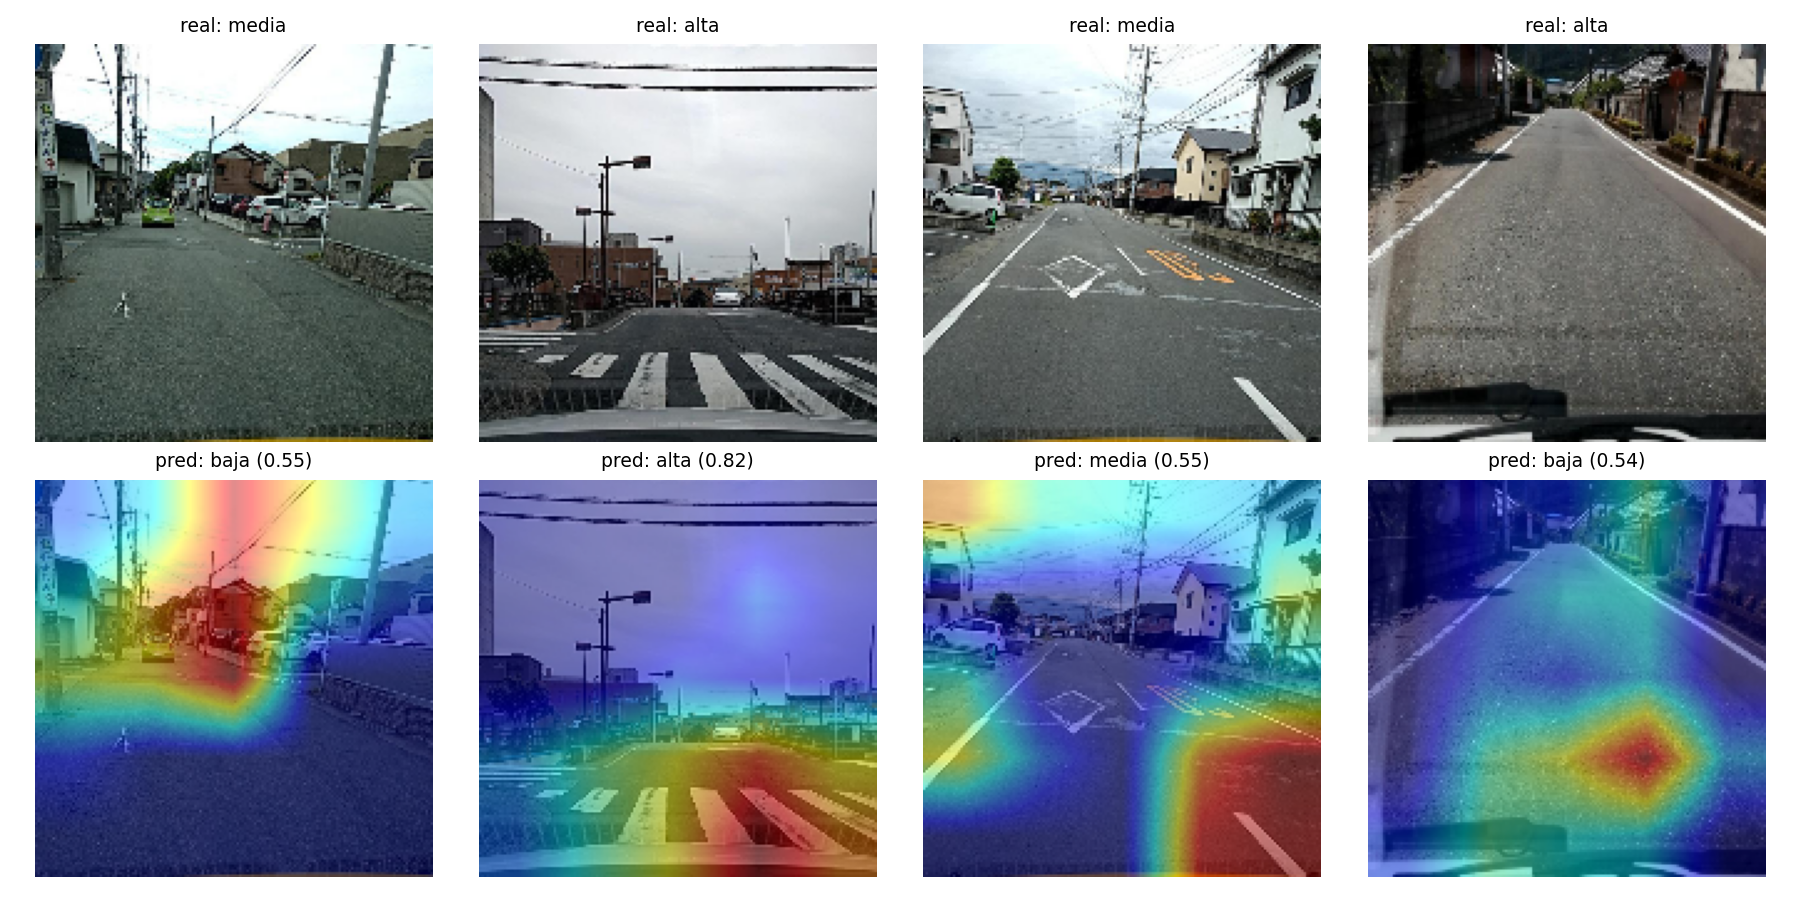 real: media
real: alta
real: media
real: alta
pred: baja (0.55)
pred: alta (0.82)
pred: media (0.55)
pred: baja (0.54)